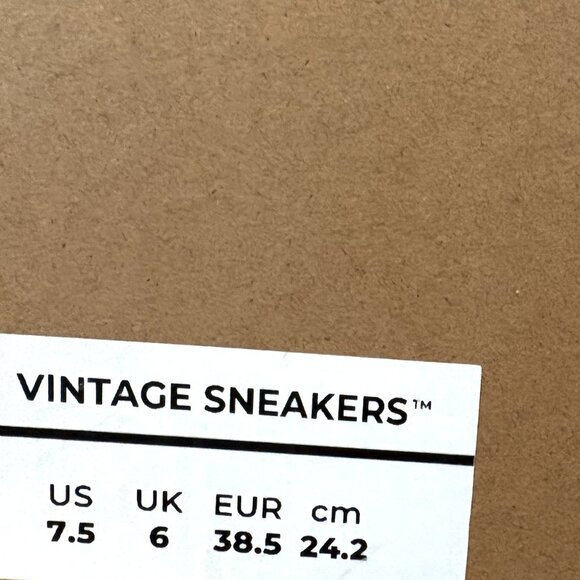 VINTAGE SNEAKERS™
US UK EUR cm
7.5 6 38.5 24.2